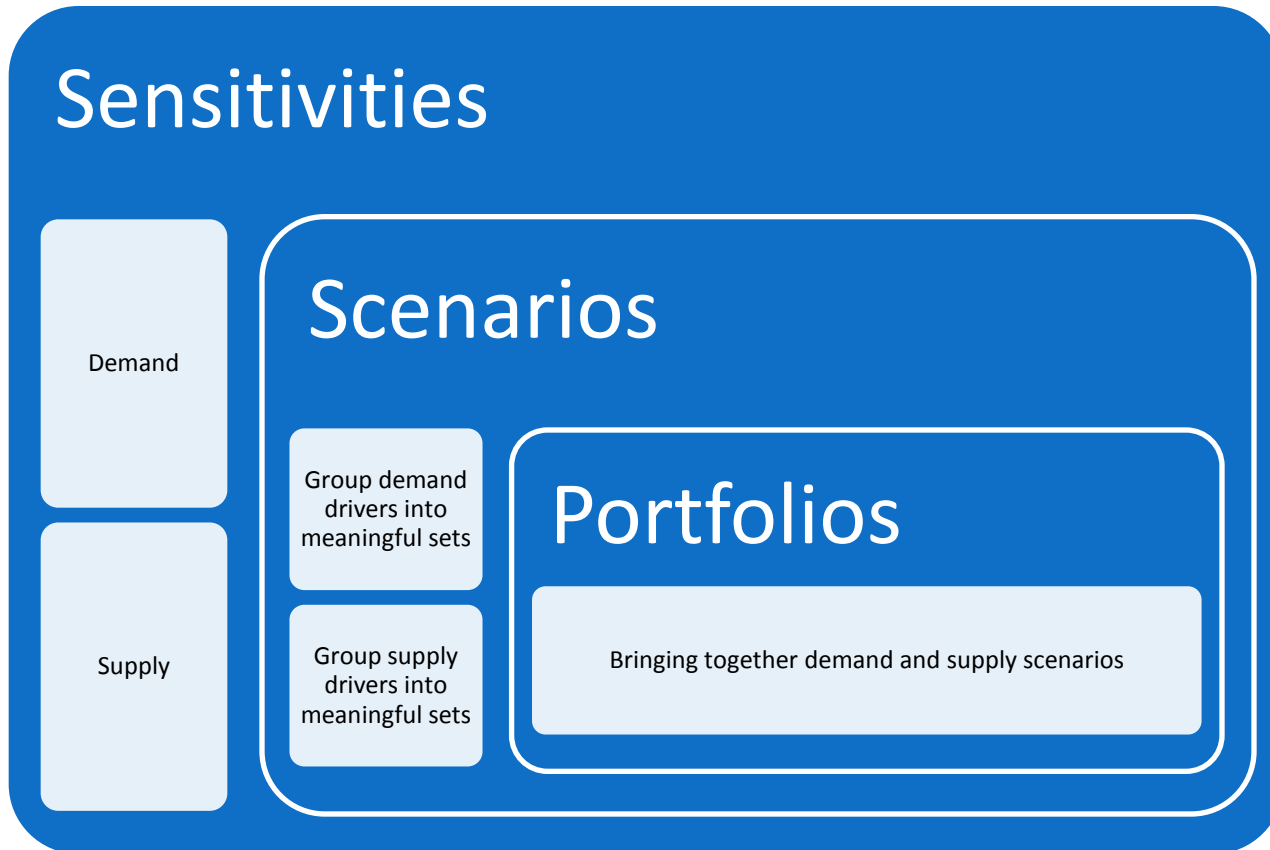 Sensitivities
Demand
Supply
Scenarios
Group demand
drivers into
meaningful sets
Group supply
drivers into
meaningful sets
Portfolios
Bringing together demand and supply scenarios